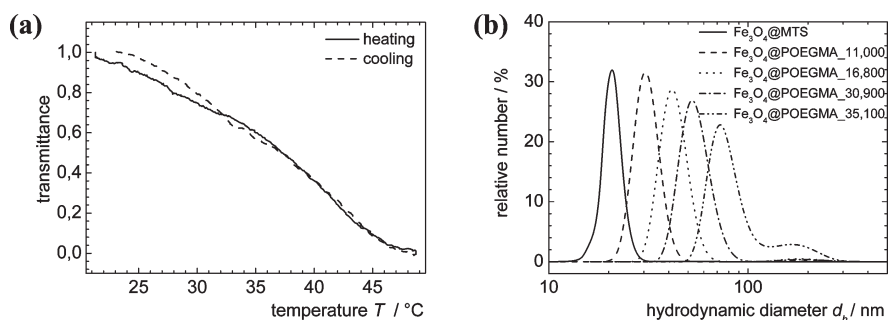 (a)
heating
cooling
1,0
0,8
0,6
0,4
0,2
0,0
transmittance
25 30 35 40 45
temperature T / °C
(b)
Fe3O4@MTS
Fe3O4@POEGMA_11,000
Fe3O4@POEGMA_16,800
Fe3O4@POEGMA_30,900
Fe3O4@POEGMA_35,100
40
30
20
10
0
relative number / %
10 100
hydrodynamic diameter dh / nm